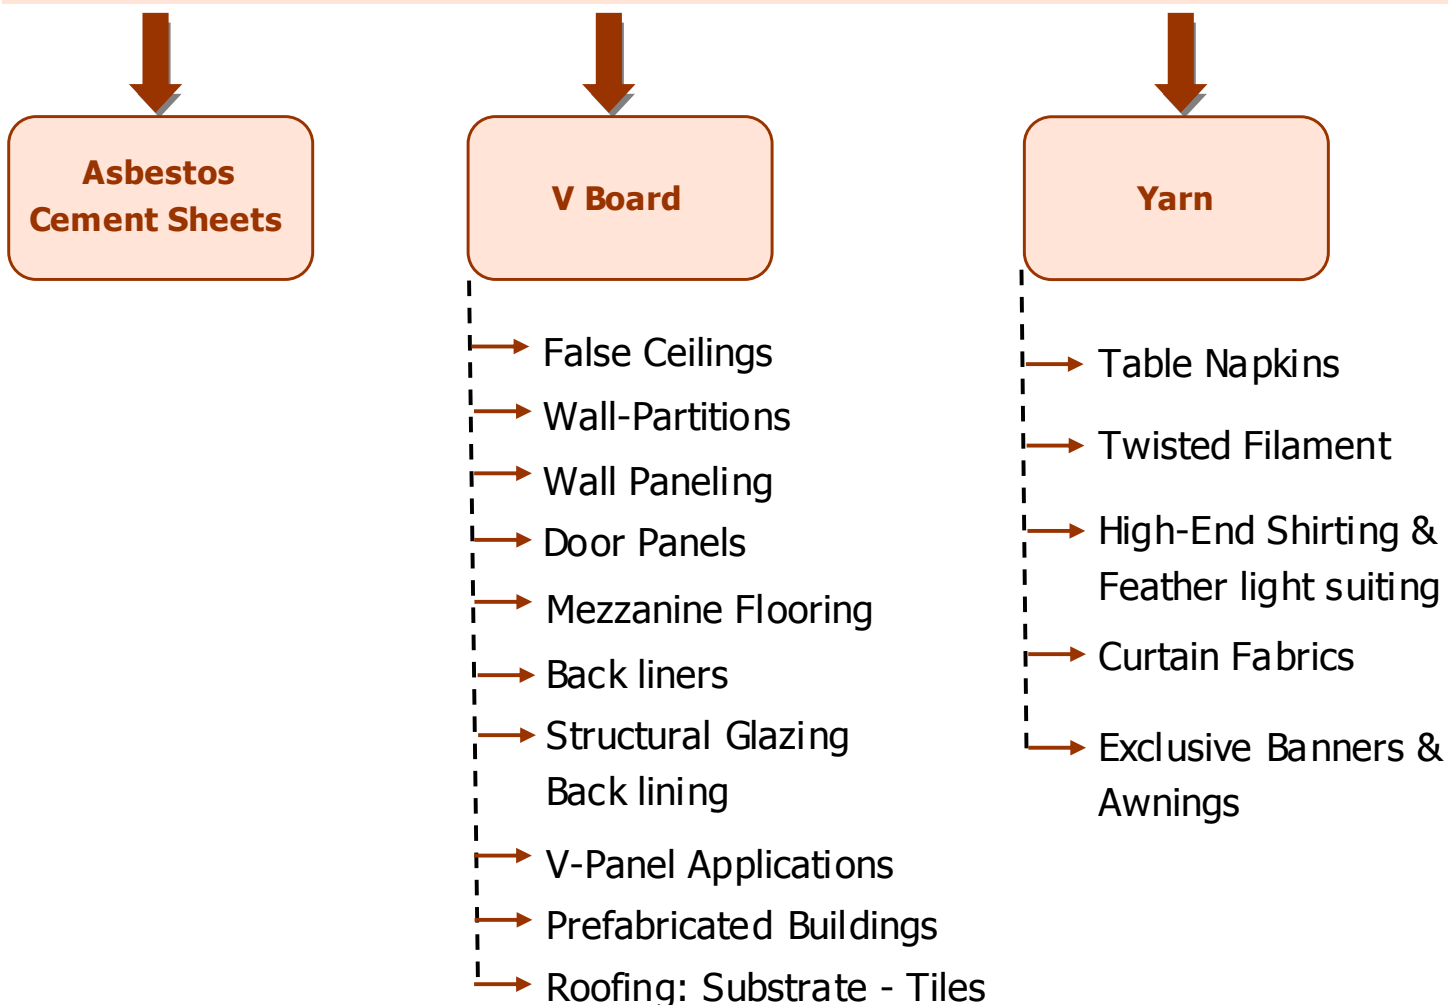 Asbestos
Cement Sheets
V Board
False Ceilings
Wall-Partitions
Wall Paneling
Door Panels
Mezzanine Flooring
Back liners
Structural Glazing
Back lining
V-Panel Applications
Prefabricated Buildings
Roofing: Substrate - Tiles
Yarn
Table Napkins
Twisted Filament
High-End Shirting &
Feather light suiting
Curtain Fabrics
Exclusive Banners &
Awnings